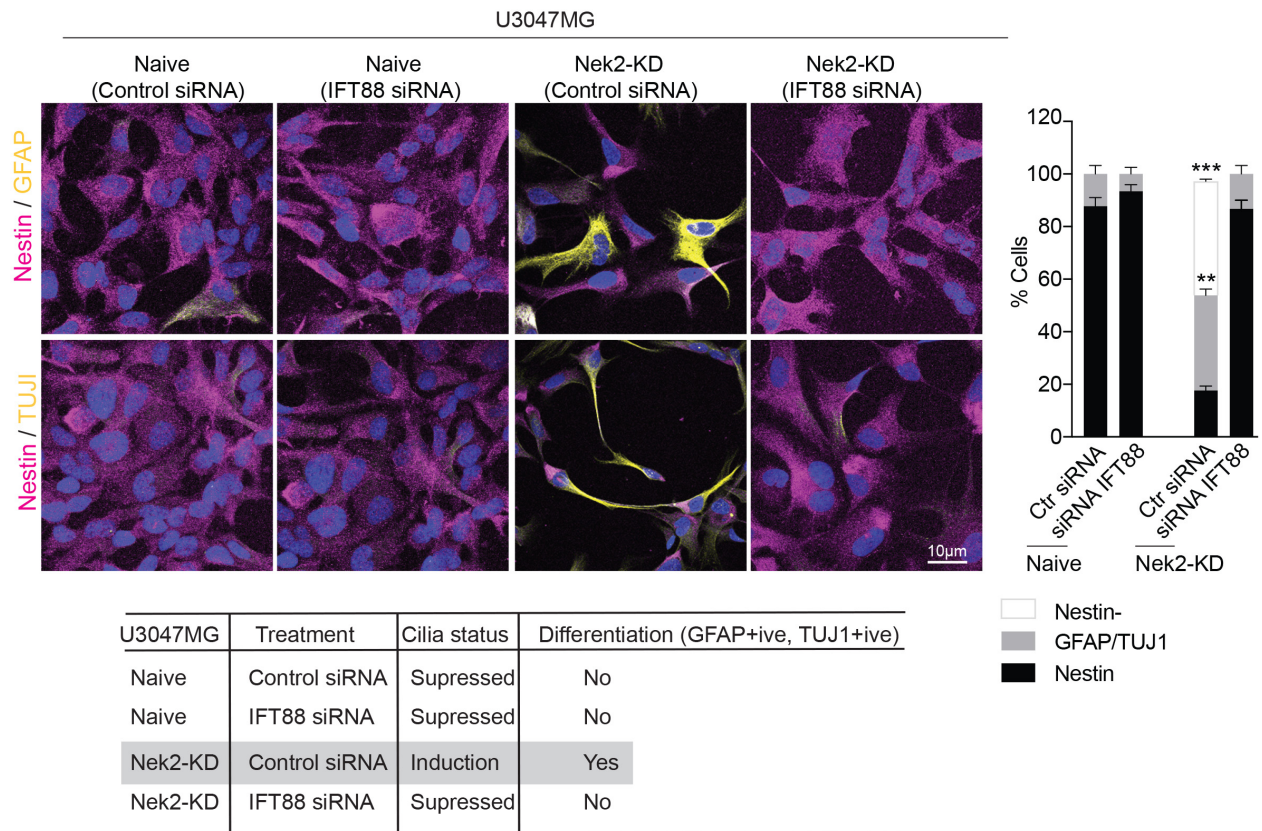 U3047MG
Naive
(Control siRNA)
Naive
(IFT88 siRNA)
Nek2-KD
(Control siRNA)
Nek2-KD
(IFT88 siRNA)
Nestin / GFAP
Nestin / TUJI
10µm
120
100
80
60
40
20
0
% Cells
***
**
Ctr siRNA
siRNA IFT88
Ctr siRNA
siRNA IFT88
Naive
Nek2-KD
Nestin-
GFAP/TUJ1
Nestin
U3047MG Treatment Cilia status Differentiation (GFAP+ive, TUJ1+ive)
Naive Control siRNA Supressed No
Naive IFT88 siRNA Supressed No
Nek2-KD Control siRNA Induction Yes
Nek2-KD IFT88 siRNA Supressed No